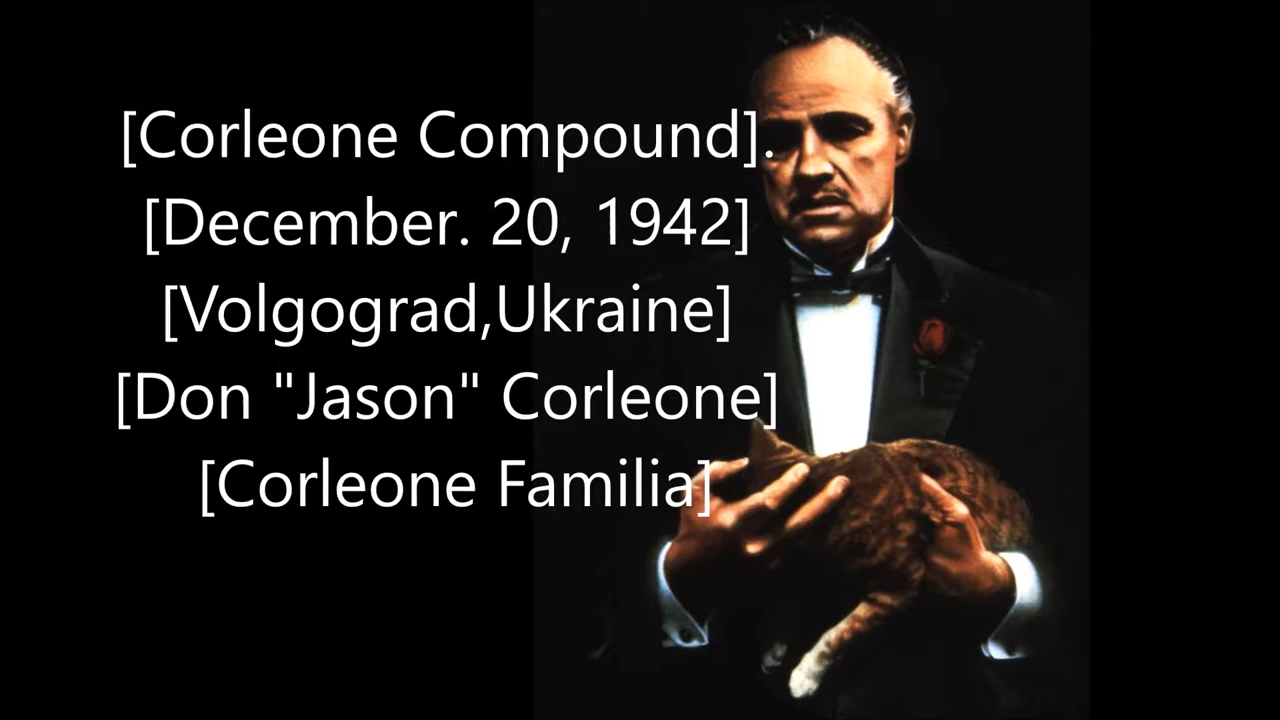 [Corleone Compound].
[December. 20, 1942]
[Volgograd,Ukraine]
[Don "Jason" Corleone]
[Corleone Familia]